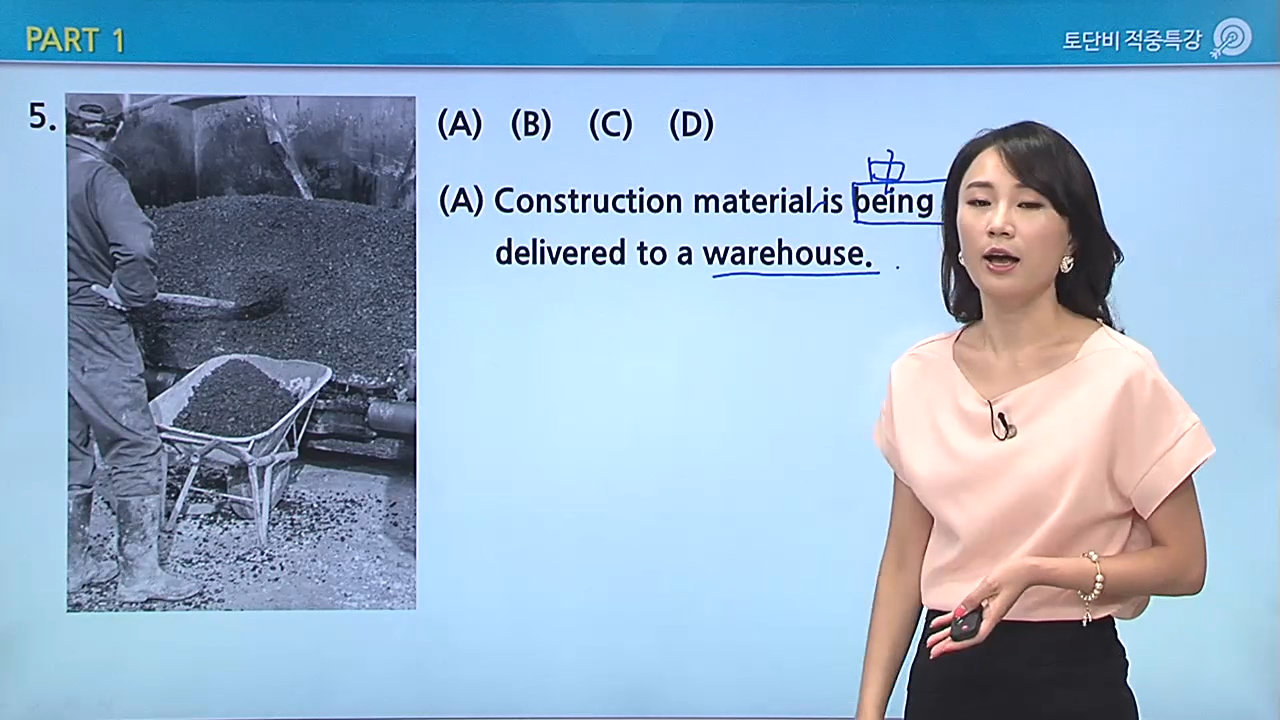 PART 1
토단비 적중특강
5.
(A) (B) (C) (D)
中
(A) Construction material is being
delivered to a warehouse.